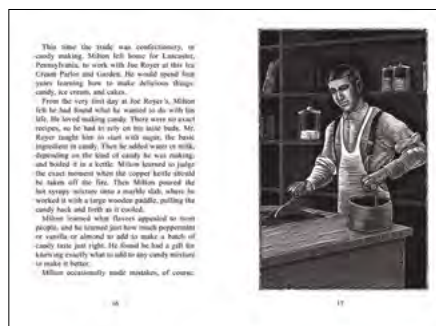 This time the trade was confectionery, or
candy making. Milton left home for Lancaster,
Pennsylvania, to work with Joe Royer at his Ice
Cream Parlor and Garden. He would spend four
years learning how to make delicious things:
candy, ice cream, and cakes.
From the very first day at Joe Royer's, Milton
felt he had found what he wanted to do with his
life. He loved making candy. There were no exact
recipes, so he had to rely on his taste buds. Mr.
Royer taught him to start with sugar, the basic
ingredient in candy. Then he added water or milk,
depending on the kind of candy he was making,
and boiled it in a kettle. Milton learned to judge
the exact moment when the copper kettle should
be taken off the fire. Then Milton poured the
hot syrupy mixture onto a marble slab, where he
worked it with a large wooden paddle, pulling the
candy back and forth as it cooled.
Milton learned what flavors appealed to most
people, and he learned just how much peppermint
or vanilla or almond to add to make a batch of
candy taste just right. He found he had a gift for
knowing exactly what to add to any candy mixture
to make it better.
Milton occasionally made mistakes, of course.
16
17